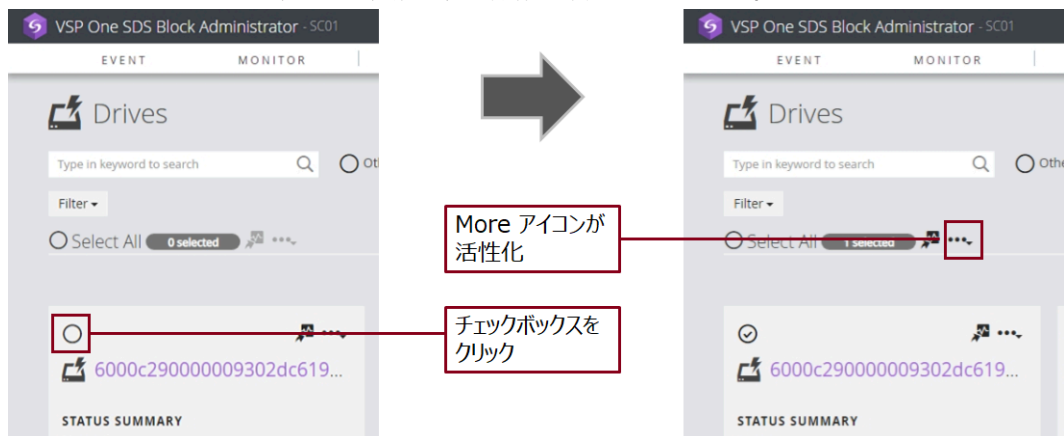 VSP One SDS Block Administrator - SC01
EVENT MONITOR
Drives
Type in keyword to search
Filter
Select All 0 selected
6000c290000009302dc619...
STATUS SUMMARY
More アイコンが
活性化
チェックボックスを
クリック
VSP One SDS Block Administrator - SC01
EVENT MONITOR
Drives
Type in keyword to search
Othe
Filter
Select All 1 selected
6000c290000009302dc619...
STATUS SUMMARY